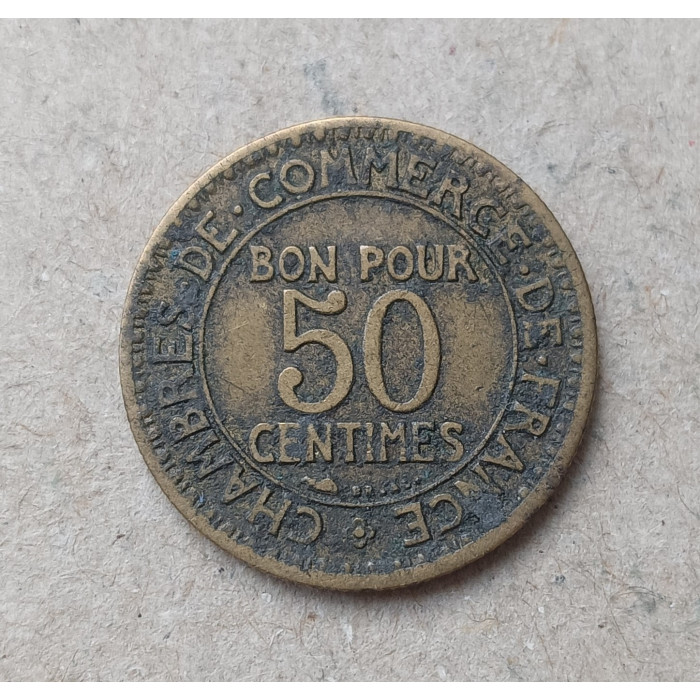 CHAMBRES·DE·COMMERCE·DE·FRANCE
BON POUR
50
CENTIMES